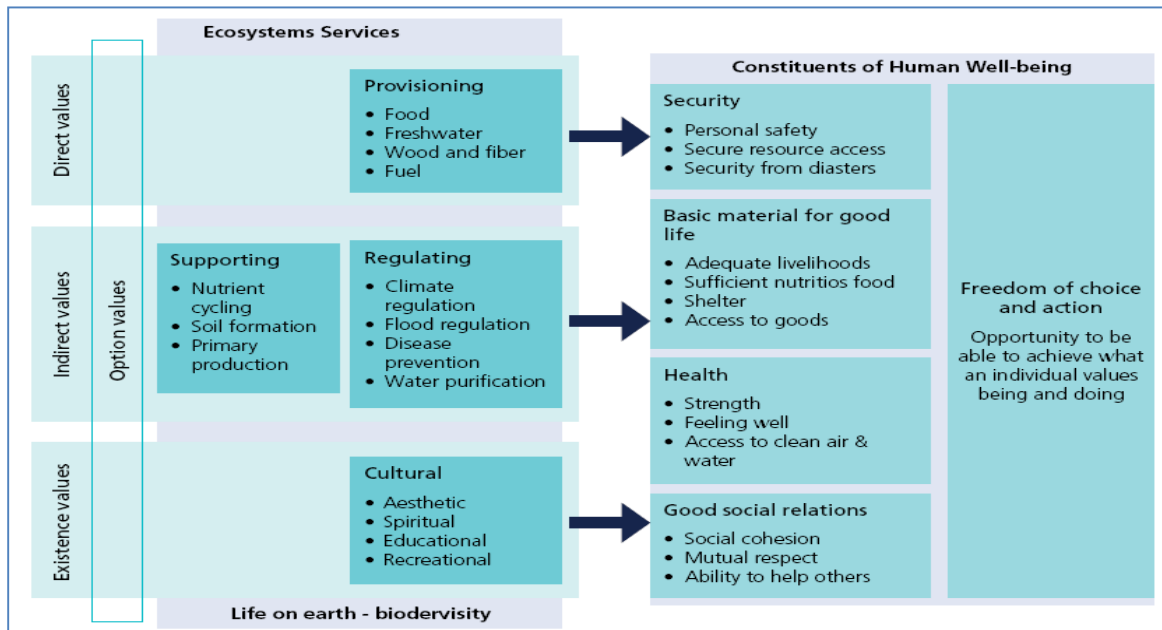 Ecosystems Services
Direct values
Option values
Provisioning
• Food
• Freshwater
• Wood and fiber
• Fuel
Indirect values
Supporting
• Nutrient
cycling
• Soil formation
• Primary
production
Regulating
• Climate
regulation
• Flood regulation
• Disease
prevention
• Water purification
Existence values
Cultural
• Aesthetic
• Spiritual
• Educational
• Recreational
Life on earth - biodervisity
Constituents of Human Well-being
Security
• Personal safety
• Secure resource access
• Security from diasters
Basic material for good
life
• Adequate livelihoods
• Sufficient nutritios food
• Shelter
• Access to goods
Health
• Strength
• Feeling well
• Access to clean air &
water
Good social relations
• Social cohesion
• Mutual respect
• Ability to help others
Freedom of choice
and action
Opportunity to be
able to achieve what
an individual values
being and doing